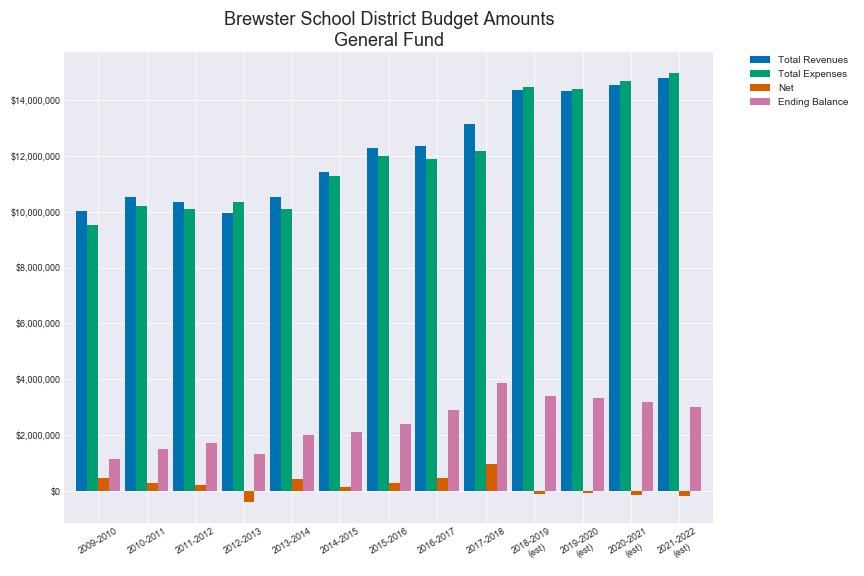 Brewster School District Budget Amounts
General Fund
Total Revenues
Total Expenses
Net
Ending Balance
$14,000,000
$12,000,000
$10,000,000
$8,000,000
$6,000,000
$4,000,000
$2,000,000
$0
2009-2010
2010-2011
2011-2012
2012-2013
2013-2014
2014-2015
2015-2016
2016-2017
2017-2018
2018-2019
(est)
2019-2020
(est)
2020-2021
(est)
2021-2022
(est)